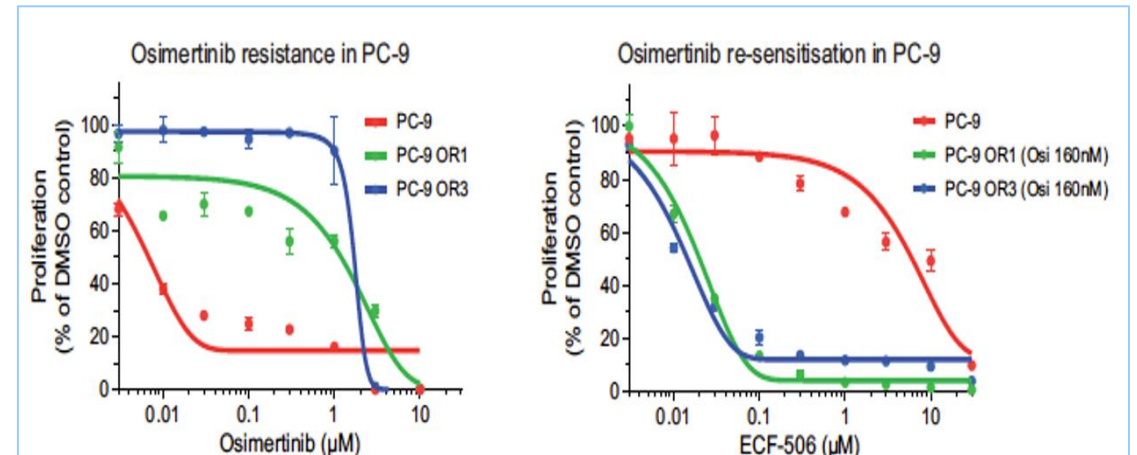 Osimertinib resistance in PC-9
Proliferation
(% of DMSO control)
100
80
60
40
20
0
0.01
0.1
1
10
Osimertinib (µM)
PC-9
PC-9 OR1
PC-9 OR3
Osimertinib re-sensitisation in PC-9
Proliferation
(% of DMSO control)
100
80
60
40
20
0
0.01
0.1
1
10
ECF-506 (µM)
PC-9
PC-9 OR1 (Osi 160nM)
PC-9 OR3 (Osi 160nM)